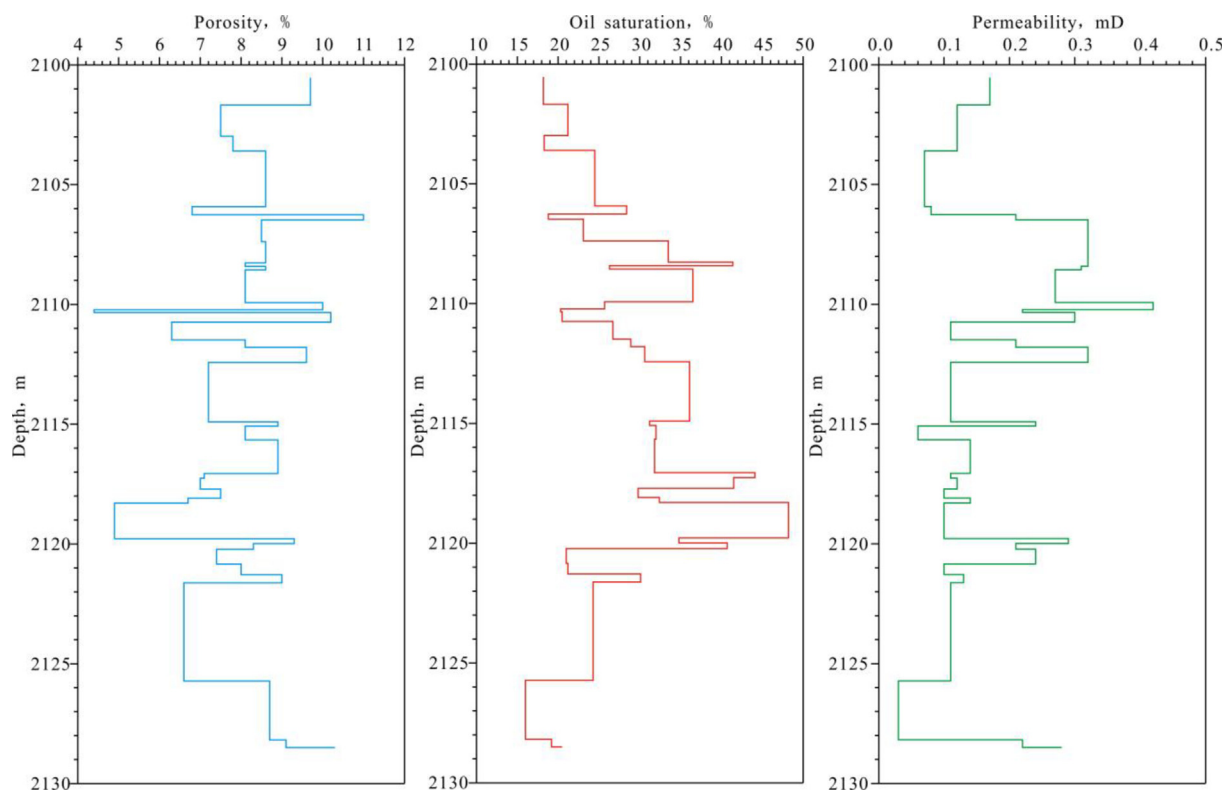 Porosity, %
4 5 6 7 8 9 10 11 12
2100
2105
2110
2115
2120
2125
2130
Depth, m
Oil saturation, %
10 15 20 25 30 35 40 45 50
2100
2105
2110
2115
2120
2125
2130
Depth, m
Permeability, mD
0.0 0.1 0.2 0.3 0.4 0.5
2100
2105
2110
2115
2120
2125
2130
Depth, m